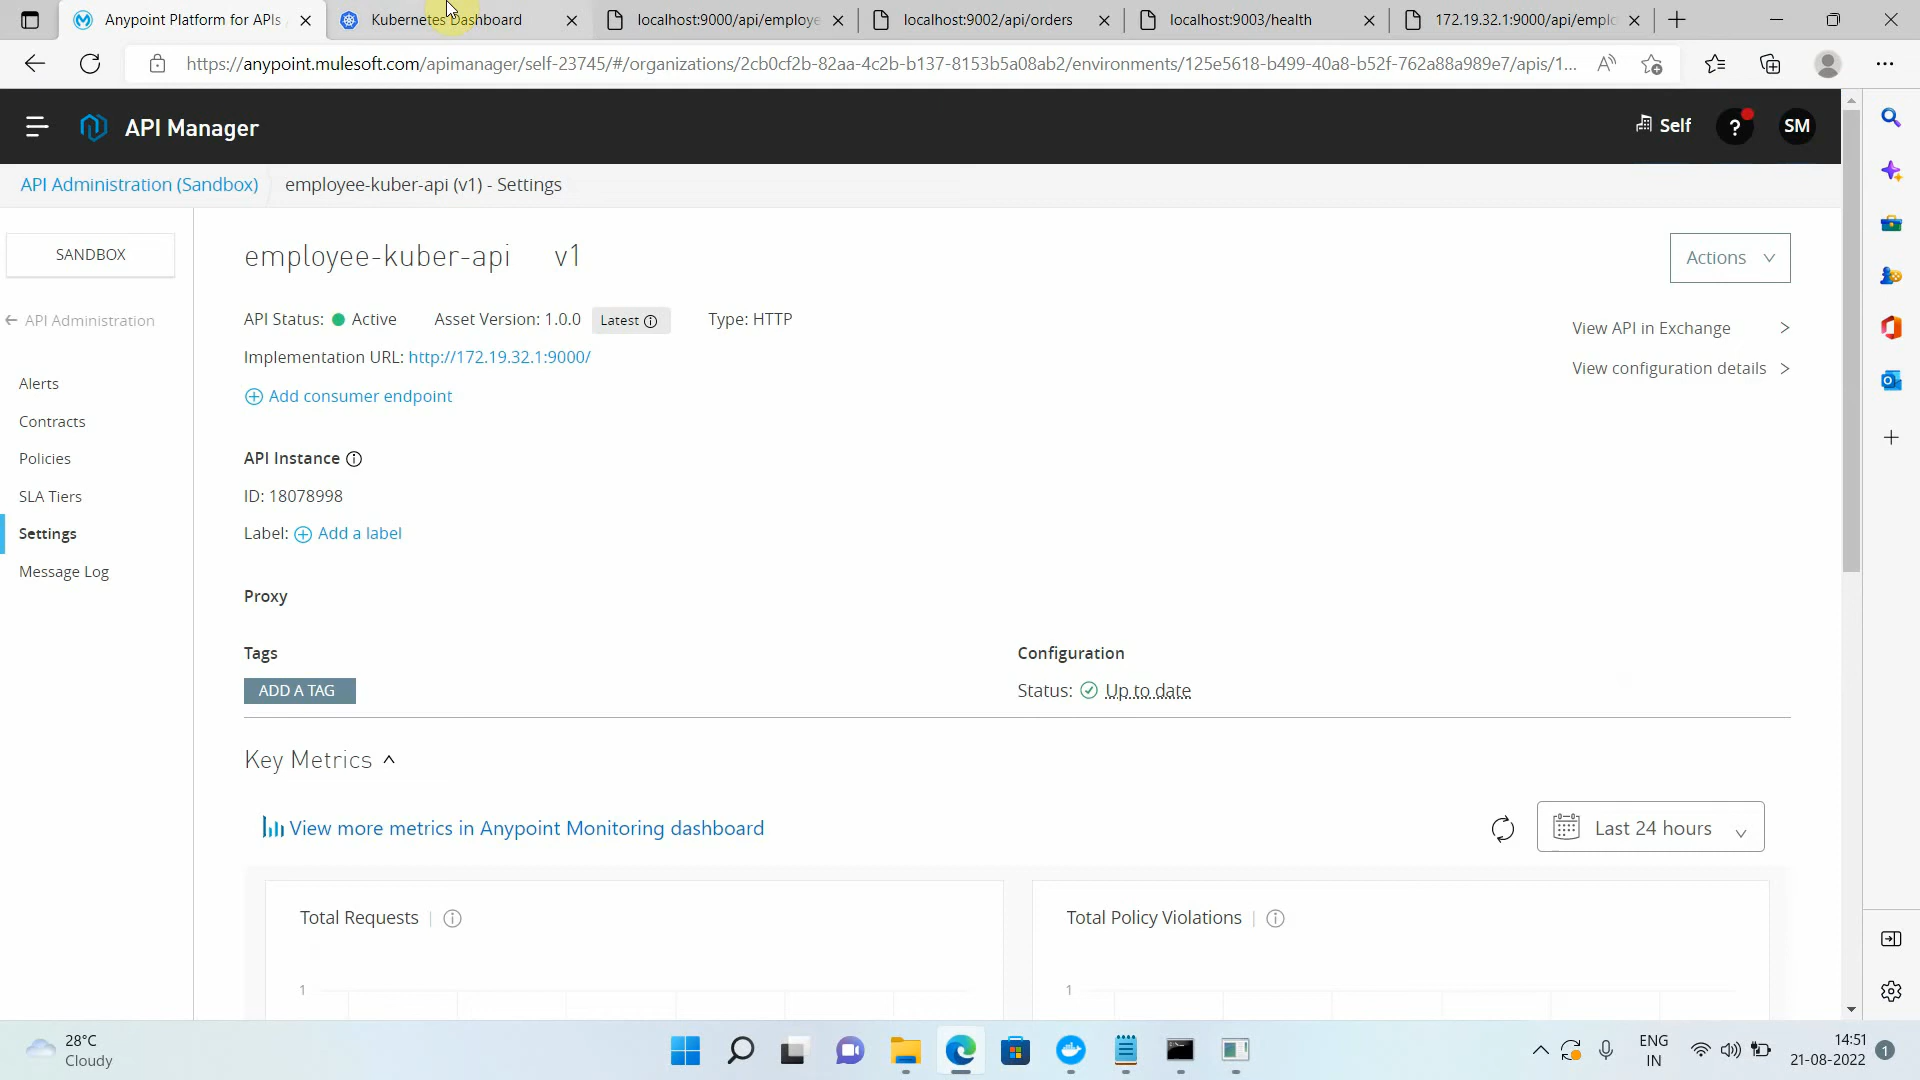 Anypoint Platform for APIs
Kubernetes Dashboard
localhost:9000/api/employe
localhost:9002/api/orders
localhost:9003/health
172.19.32.1:9000/api/emplo
https://anypoint.mulesoft.com/apimanager/self-23745/#/organizations/2cb0cf2b-82aa-4c2b-b137-8153b5a08ab2/environments/125e5618-b499-40a8-b52f-762a88a989e7/apis/1...
API Manager
Self
?
SM
API Administration (Sandbox)
employee-kuber-api (v1) - Settings
SANDBOX
API Administration
Alerts
Contracts
Policies
SLA Tiers
Settings
Message Log
employee-kuber-api v1
Actions
API Status: Active Asset Version: 1.0.0 Latest Type: HTTP
Implementation URL: http://172.19.32.1:9000/
Add consumer endpoint
View API in Exchange
View configuration details
API Instance
ID: 18078998
Label: Add a label
Proxy
Tags
ADD A TAG
Configuration
Status: Up to date
Key Metrics
View more metrics in Anypoint Monitoring dashboard
Last 24 hours
Total Requests
1
Total Policy Violations
1
28°C
Cloudy
ENG
IN
14:51
21-08-2022
1